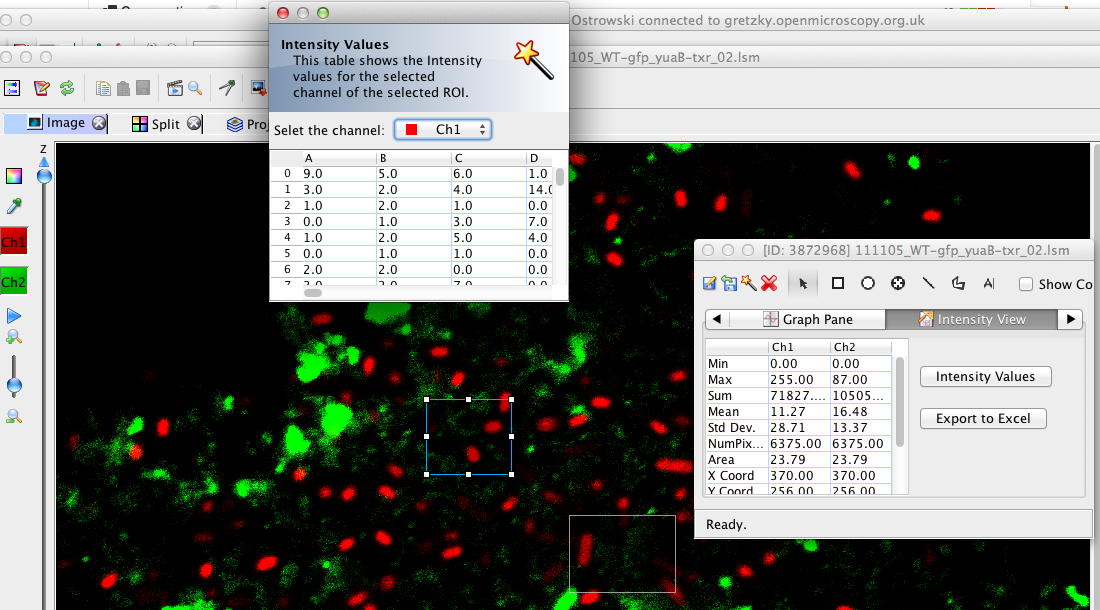 Ostrowski connected to gretzky.openmicroscopy.org.uk
105_WT-gfp_yuaB-txr_02.lsm
Intensity Values
This table shows the Intensity
values for the selected
channel of the selected ROI.
Image
Split
Selet the channel:
Ch1
A B C D
0 9.0 5.0 6.0 1.0
1 3.0 2.0 4.0 14.0
2 1.0 2.0 1.0 0.0
3 0.0 1.0 3.0 7.0
4 1.0 2.0 5.0 4.0
5 0.0 1.0 1.0 0.0
6 2.0 2.0 0.0 0.0
Z
Ch1
Ch2
[ID: 3872968] 111105_WT-gfp_yuaB-txr_02.lsm
Show Co
Graph Pane
Intensity View
Ch1 Ch2
Min 0.00 0.00
Max 255.00 87.00
Sum 71827.... 10505...
Mean 11.27 16.48
Std Dev. 28.71 13.37
NumPix... 6375.00 6375.00
Area 23.79 23.79
X Coord 370.00 370.00
Y Coord 256.00 256.00
Intensity Values
Export to Excel
Ready.